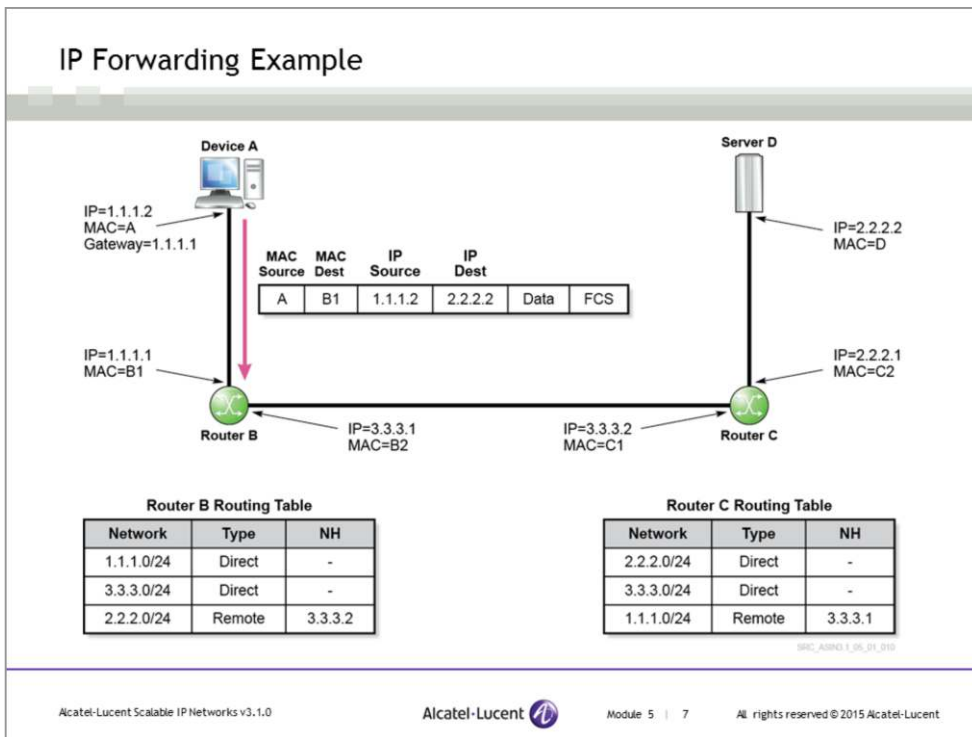 IP Forwarding Example
Device A
Server D
IP=1.1.1.2
MAC=A
Gateway=1.1.1.1
IP=2.2.2.2
MAC=D
MAC Source MAC Dest IP Source IP Dest
A B1 1.1.1.2 2.2.2.2 Data FCS
IP=1.1.1.1
MAC=B1
IP=2.2.2.1
MAC=C2
Router B
IP=3.3.3.1
MAC=B2
IP=3.3.3.2
MAC=C1
Router C
Router B Routing Table
Network Type NH
1.1.1.0/24 Direct -
3.3.3.0/24 Direct -
2.2.2.0/24 Remote 3.3.3.2
Router C Routing Table
Network Type NH
2.2.2.0/24 Direct -
3.3.3.0/24 Direct -
1.1.1.0/24 Remote 3.3.3.1
Alcatel-Lucent Scalable IP Networks v3.1.0
Alcatel·Lucent
Module 5 | 7
All rights reserved © 2015 Alcatel-Lucent